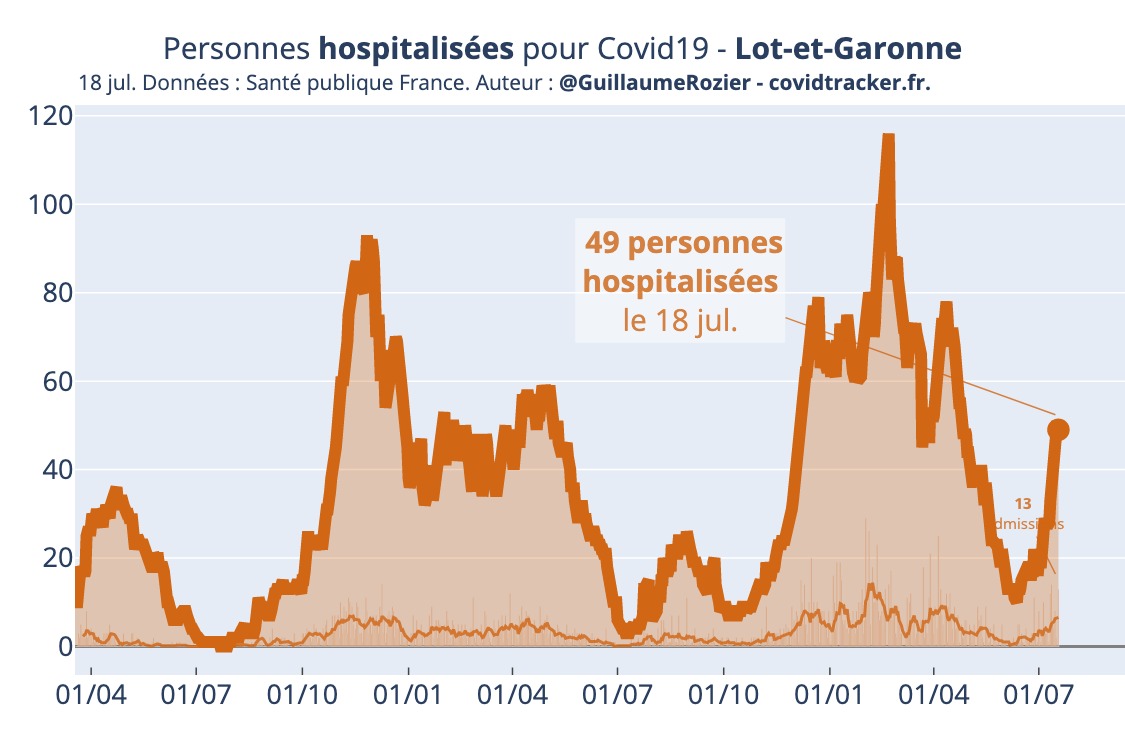 Personnes hospitalisées pour Covid19 - Lot-et-Garonne
18 jul. Données : Santé publique France. Auteur : @GuillaumeRozier - covidtracker.fr.
120
100
80
60
40
20
0
49 personnes
hospitalisées
le 18 jul.
13
01/04 01/07 01/10 01/01 01/04 01/07 01/10 01/01 01/04 01/07